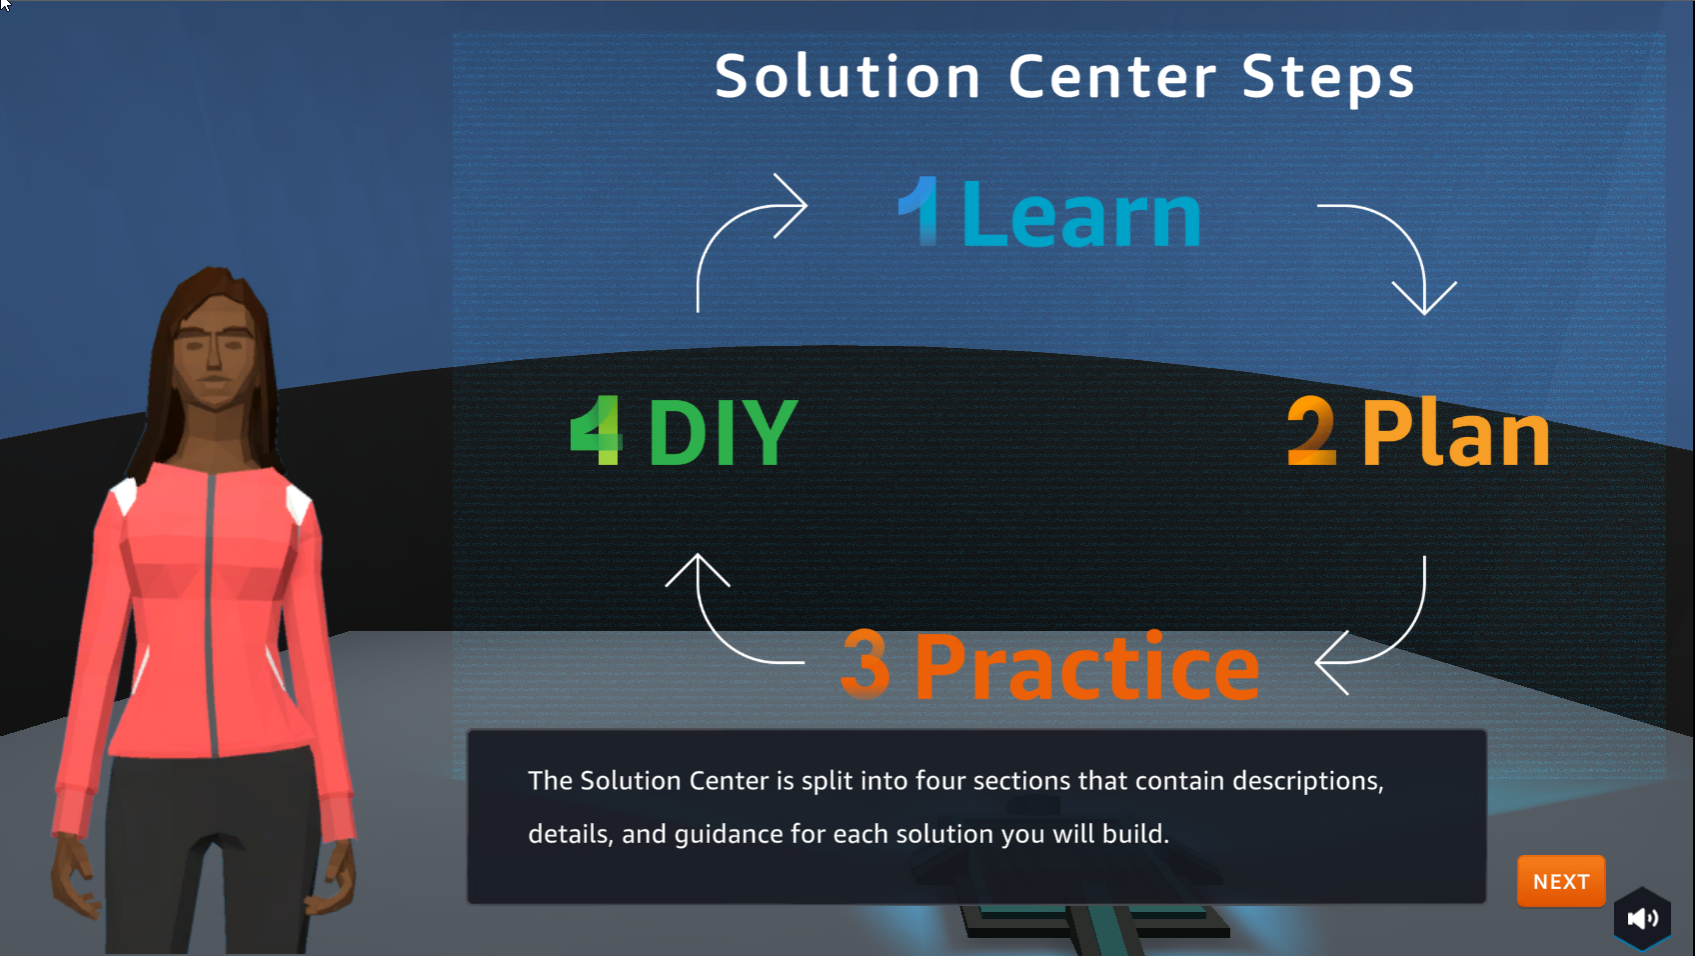 Solution Center Steps
1 Learn
4 DIY
2 Plan
3 Practice
The Solution Center is split into four sections that contain descriptions,
details, and guidance for each solution you will build.
NEXT